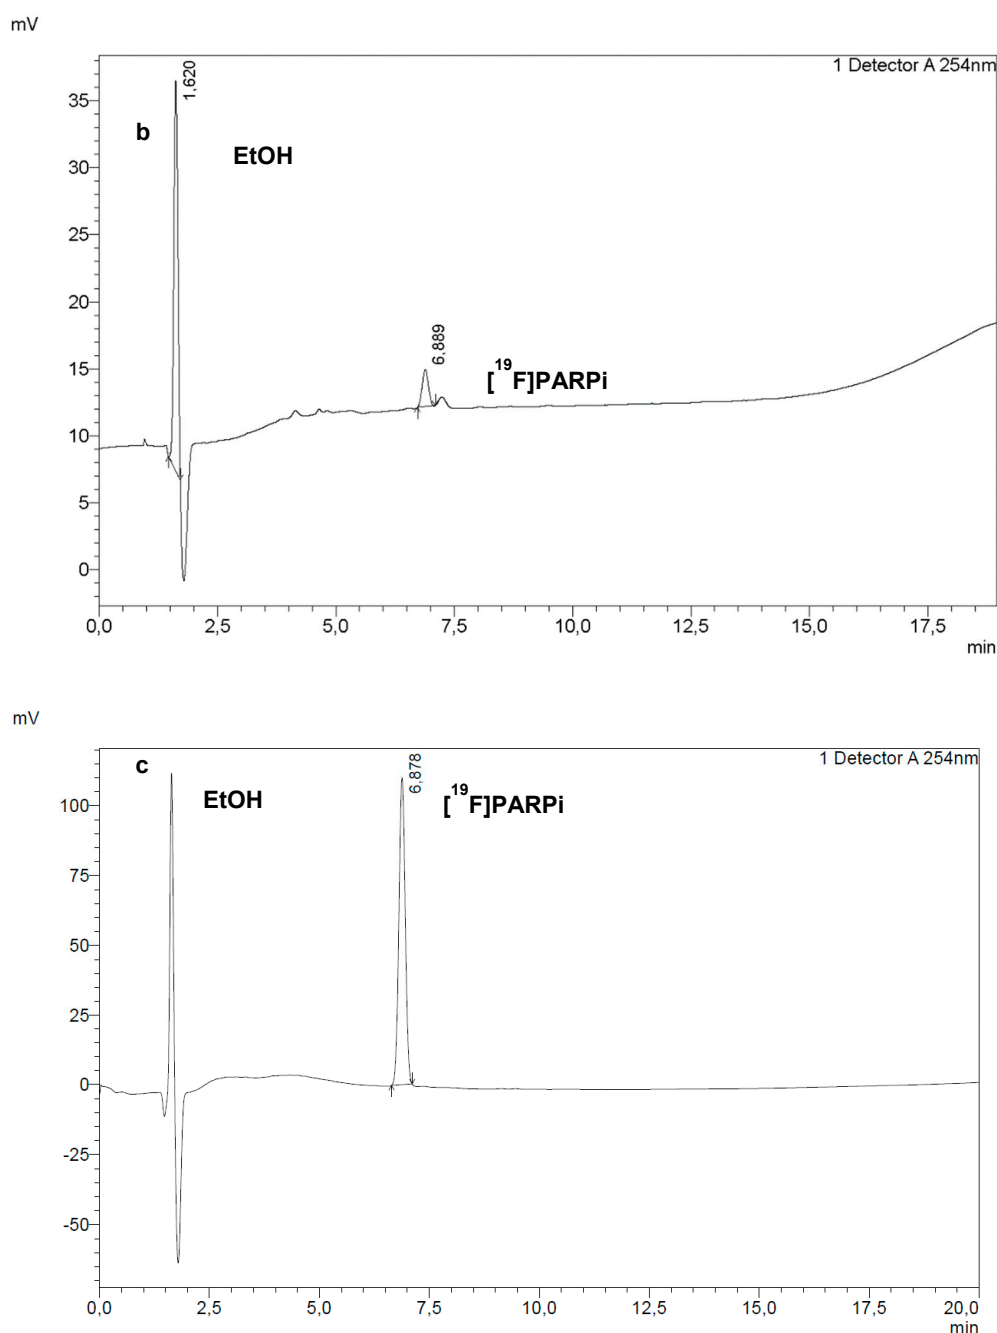 mV
1 Detector A 254nm
1,620
b
EtOH
6,889
[19F]PARPi
35
30
25
20
15
10
5
0
0,0 2,5 5,0 7,5 10,0 12,5 15,0 17,5
min
mV
1 Detector A 254nm
c
EtOH
6,878
[19F]PARPi
100
75
50
25
0
-25
-50
0,0 2,5 5,0 7,5 10,0 12,5 15,0 17,5 20,0
min